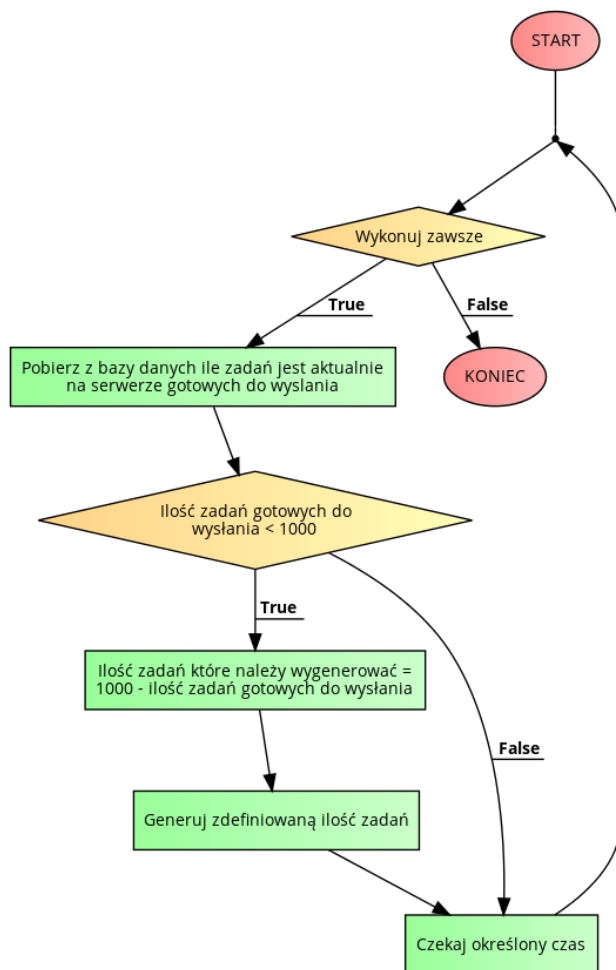 START
Wykonuj zawsze
True
False
Pobierz z bazy danych ile zadań jest aktualnie
na serwerze gotowych do wyslania
KONIEC
Ilość zadań gotowych do
wysłania < 1000
True
Ilość zadań które należy wygenerować =
1000 - ilość zadań gotowych do wysłania
False
Generuj zdefiniowaną ilość zadań
Czekaj określony czas